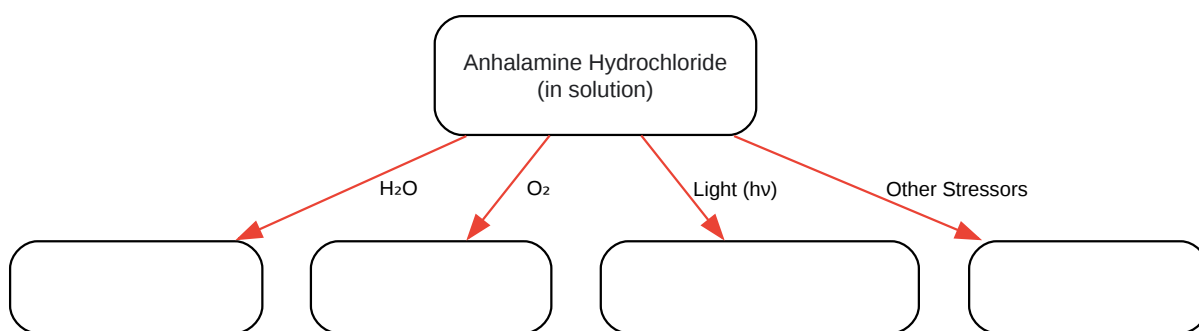 Anhalamine Hydrochloride
(in solution)
H₂O
O₂
Light (hν)
Other Stressors